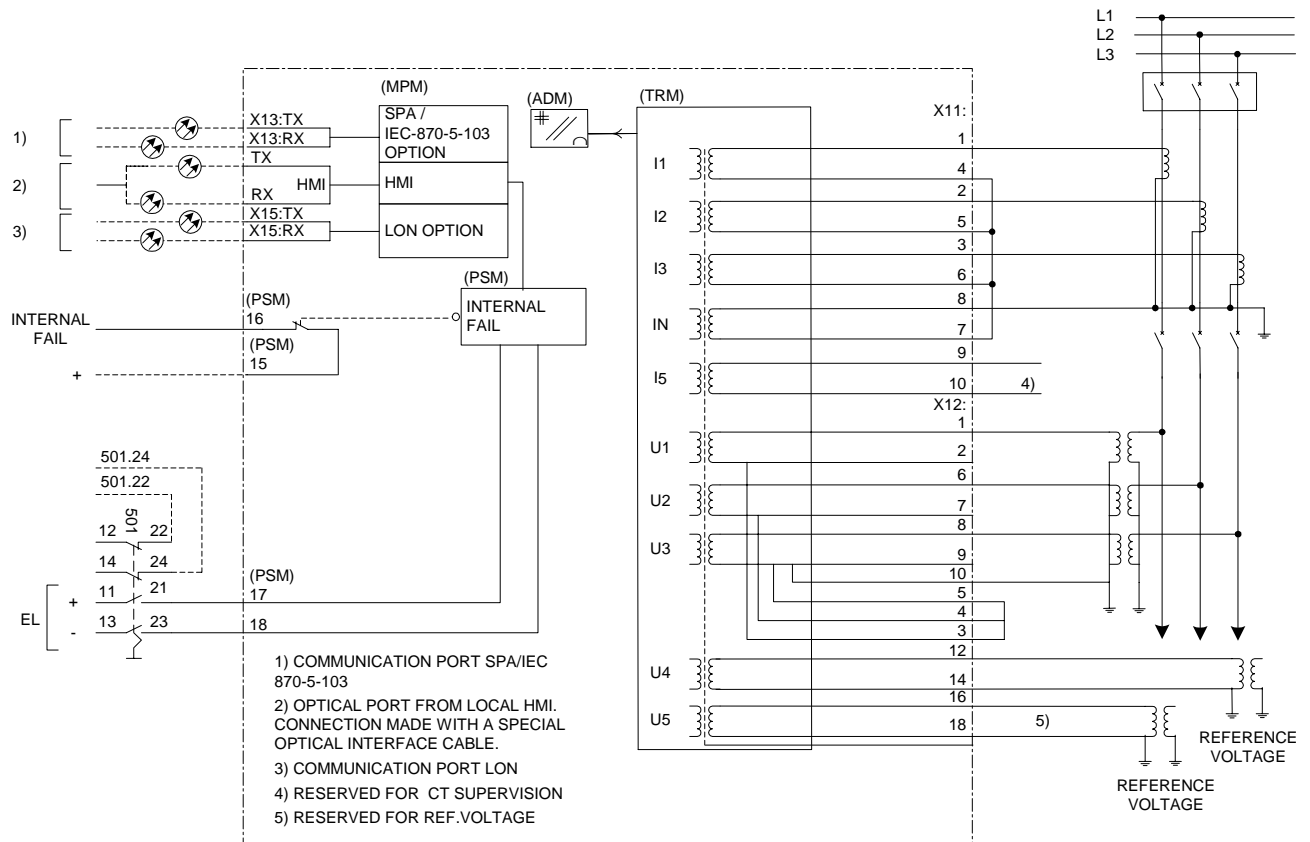 L1
L2
L3
(MPM)
(ADM)
(TRM)
X11:
1)
X13:TX
X13:RX
SPA /
IEC-870-5-103
OPTION
2)
TX
RX
HMI
HMI
3)
X15:TX
X15:RX
LON OPTION
I1
1
4
I2
2
5
I3
3
6
IN
8
7
I5
9
10
4)
(PSM)
INTERNAL
FAIL
INTERNAL
FAIL
(PSM)
16
(PSM)
15
+
X12:
U1
1
2
U2
6
7
U3
8
9
10
5
4
3
U4
12
14
U5
16
18
5)
REFERENCE
VOLTAGE
REFERENCE
VOLTAGE
501.24
501.22
501
12
22
14
24
EL
+
11
21
-
13
23
(PSM)
17
18
1) COMMUNICATION PORT SPA/IEC
870-5-103
2) OPTICAL PORT FROM LOCAL HMI.
CONNECTION MADE WITH A SPECIAL
OPTICAL INTERFACE CABLE.
3) COMMUNICATION PORT LON
4) RESERVED FOR CT SUPERVISION
5) RESERVED FOR REF.VOLTAGE